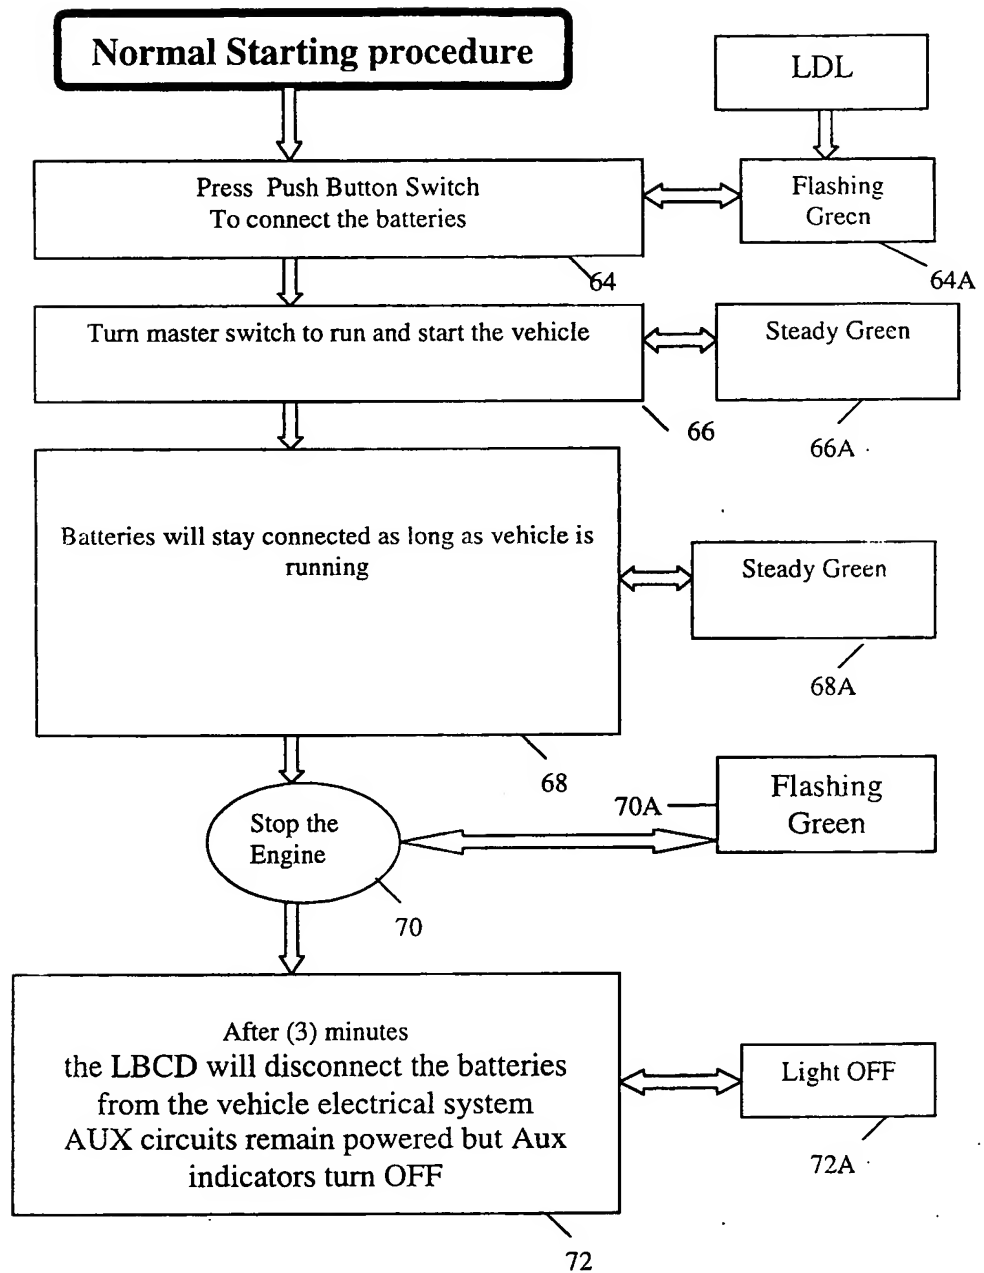 Normal Starting procedure
LDL
Press Push Button Switch
To connect the batteries
Flashing
Green
64
64A
Turn master switch to run and start the vehicle
Steady Green
66
66A
Batteries will stay connected as long as vehicle is
running
Steady Green
68A
68
Stop the
Engine
70A
Flashing
Green
70
After (3) minutes
the LBCD will disconnect the batteries
from the vehicle electrical system
AUX circuits remain powered but Aux
indicators turn OFF
Light OFF
72A
72